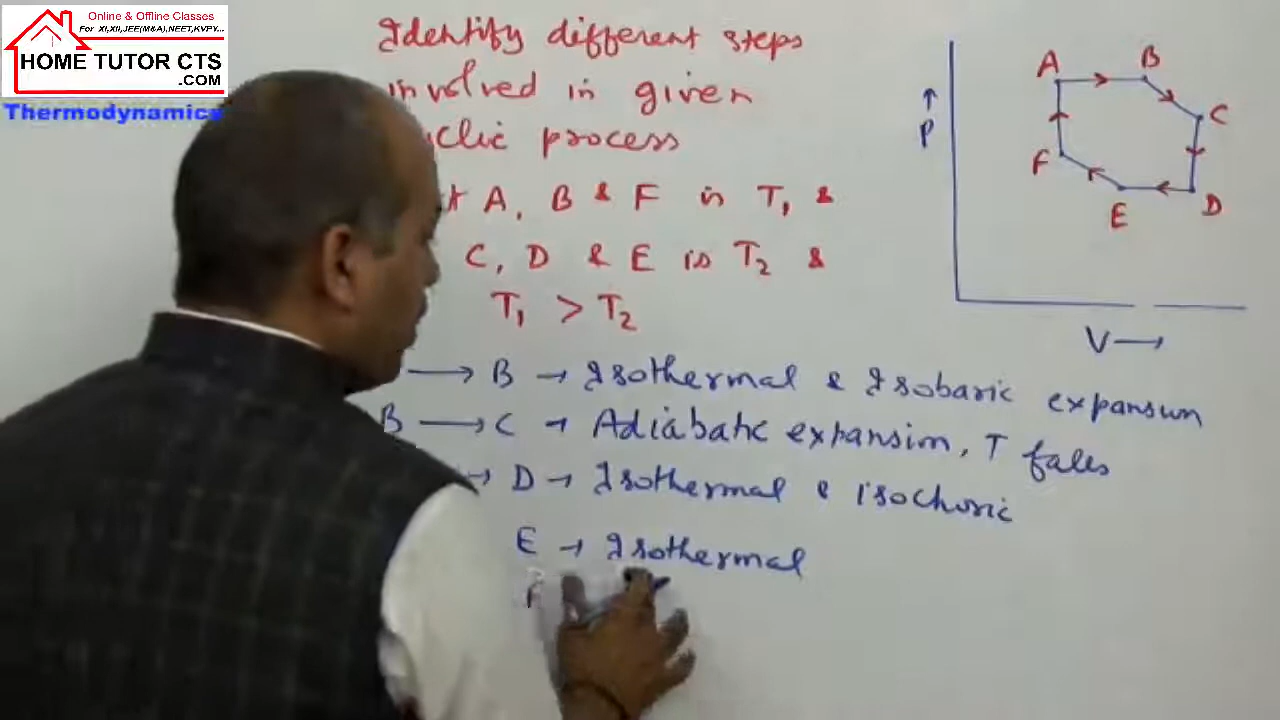 Online & Offline Classes
For XI,XII,JEE(M&A),NEET,KVPY...
HOME TUTOR CTS
.COM
Thermodynamics
Identify different steps
involved in given
process
A, B & F is T1 &
C, D & E is T2 &
T1 > T2
⟶ B → Isothermal & Isobaric expansion
B ⟶ C → Adiabatic expansion, T falls
→ D → Isothermal & isochoric
E → Isothermal
A
B
C
D
E
F
↑
P
V ⟶